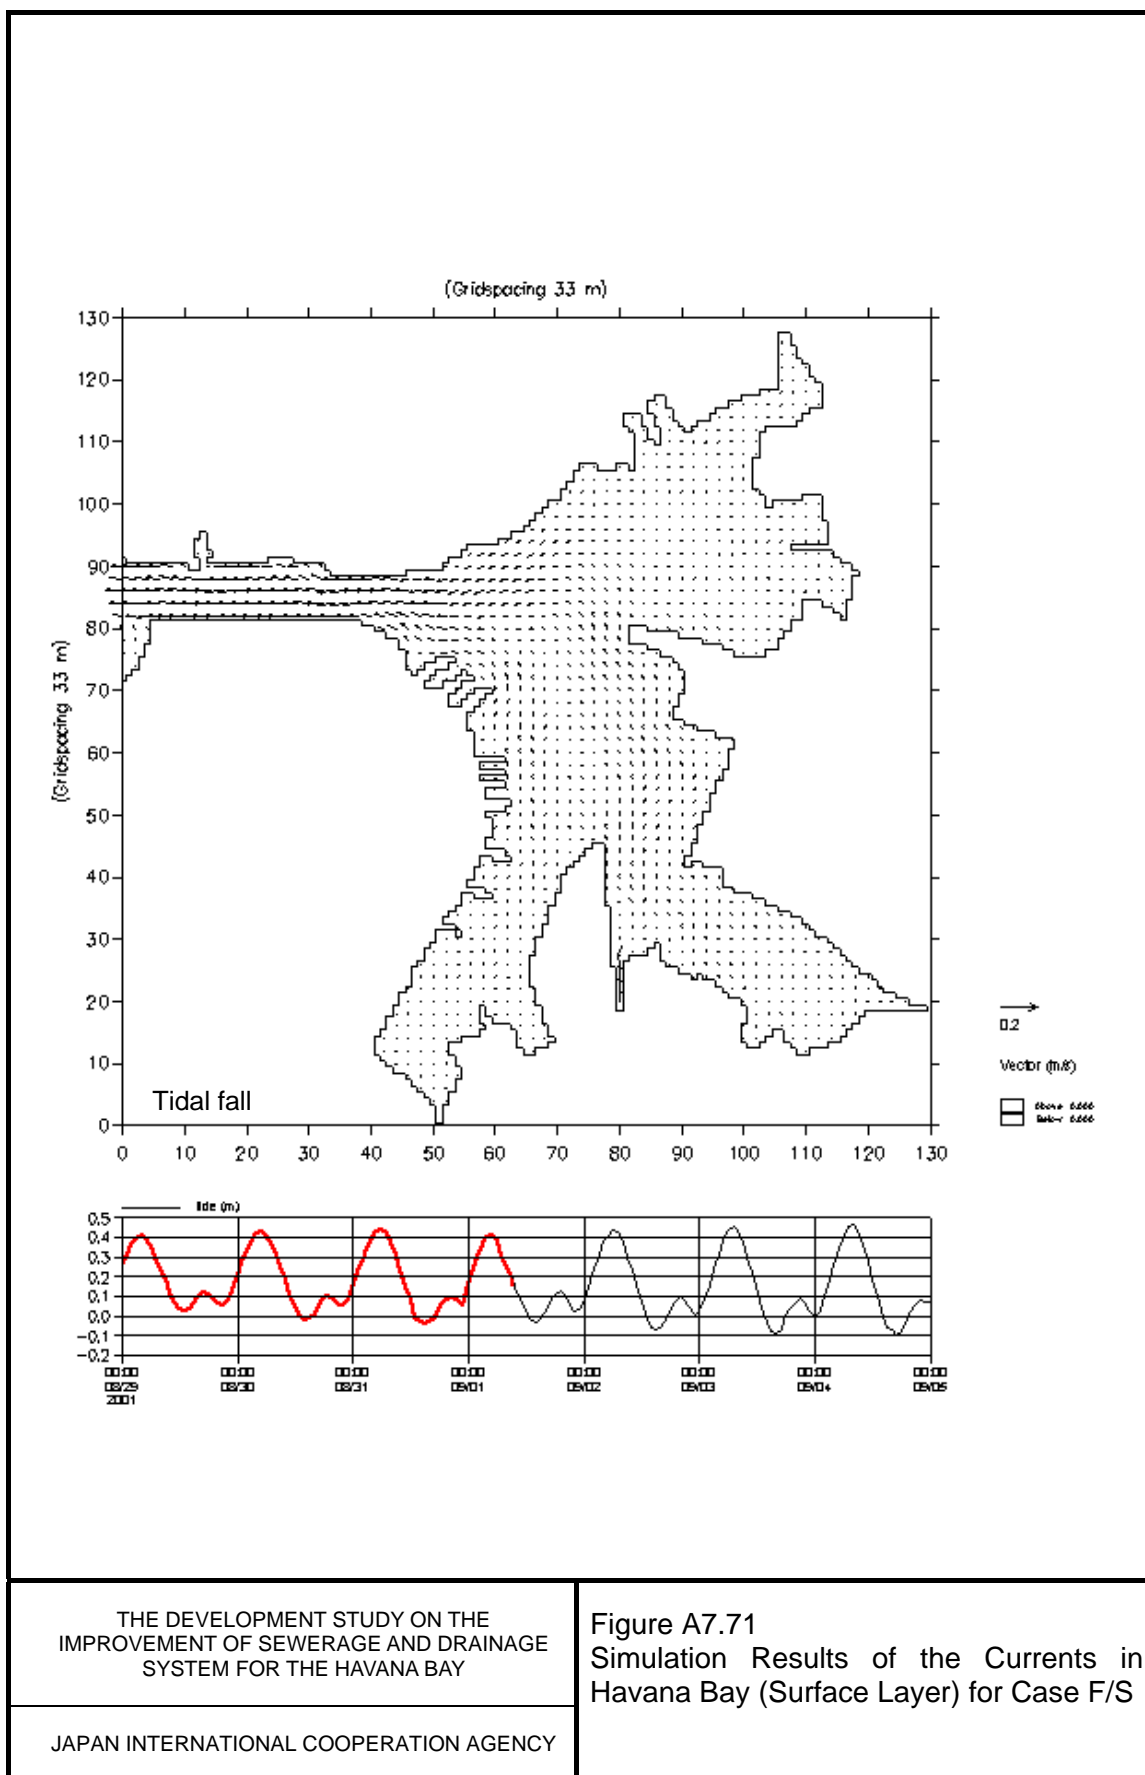 (Gridspacing 33 m)
130
120
110
100
90
80
70
60
50
40
30
20
10
0
(Gridspacing 33 m)
Tidal fall
0 10 20 30 40 50 60 70 80 90 100 110 120 130
0.2
Vector (m/s)
tide (m)
0.5
0.4
0.3
0.2
0.1
0.0
-0.1
-0.2
00:00 00:00 00:00 00:00 00:00 00:00 00:00 00:00
08/29 08/30 08/31 09/01 09/02 09/03 09/04 09/05
2001
THE DEVELOPMENT STUDY ON THE
IMPROVEMENT OF SEWERAGE AND DRAINAGE
SYSTEM FOR THE HAVANA BAY
JAPAN INTERNATIONAL COOPERATION AGENCY
Figure A7.71
Simulation Results of the Currents in
Havana Bay (Surface Layer) for Case F/S